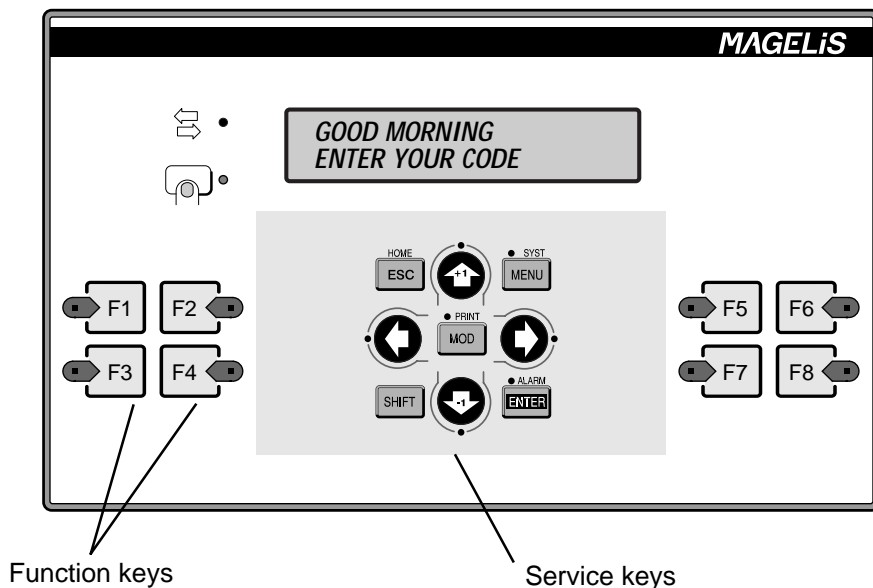 MAGELiS
GOOD MORNING
ENTER YOUR CODE
HOME
SYST
ESC
+1
MENU
F1
F2
F5
F6
PRINT
MOD
F3
F4
F7
F8
ALARM
SHIFT
-1
ENTER
Function keys
Service keys